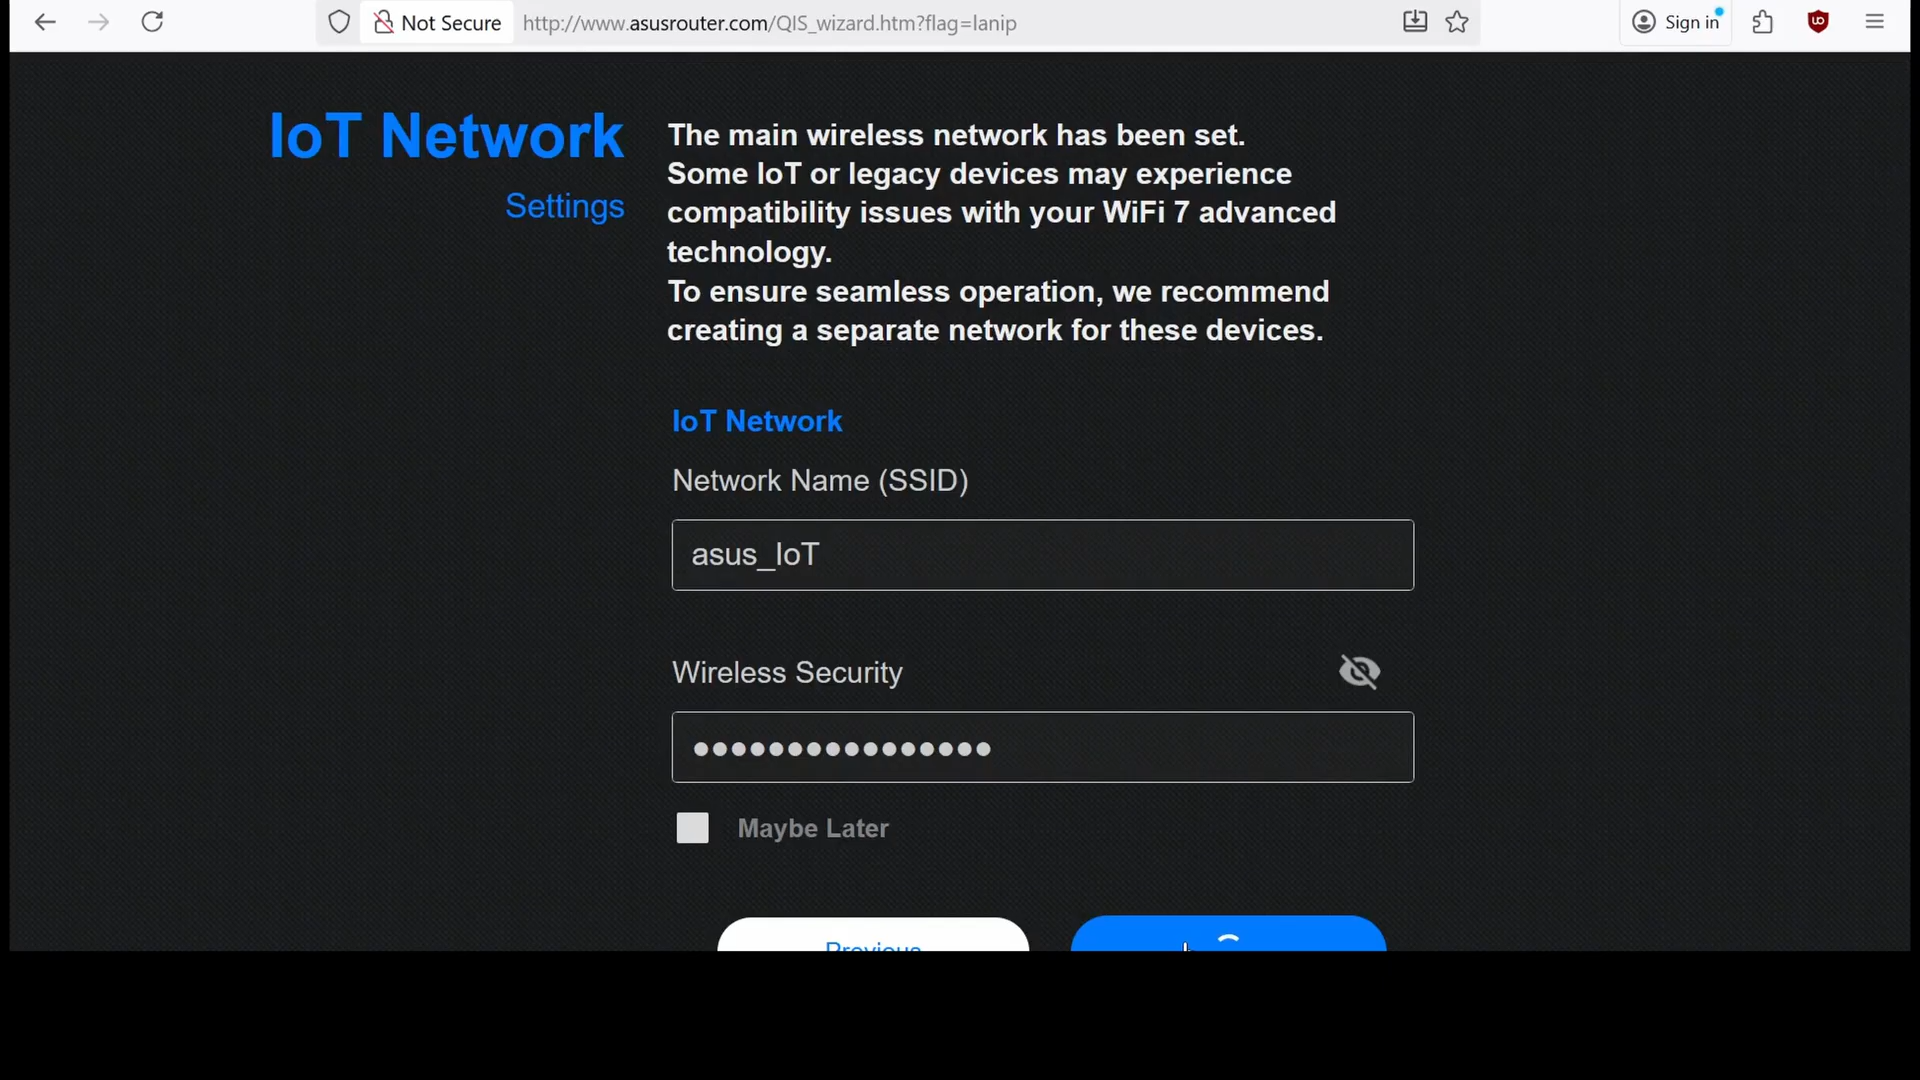 Not Secure http://www.asusrouter.com/QIS_wizard.htm?flag=lanip Sign in
IoT Network
Settings
The main wireless network has been set.
Some IoT or legacy devices may experience
compatibility issues with your WiFi 7 advanced
technology.
To ensure seamless operation, we recommend
creating a separate network for these devices.
IoT Network
Network Name (SSID)
asus_IoT
Wireless Security
●●●●●●●●●●●●●●●●
Maybe Later
Previous